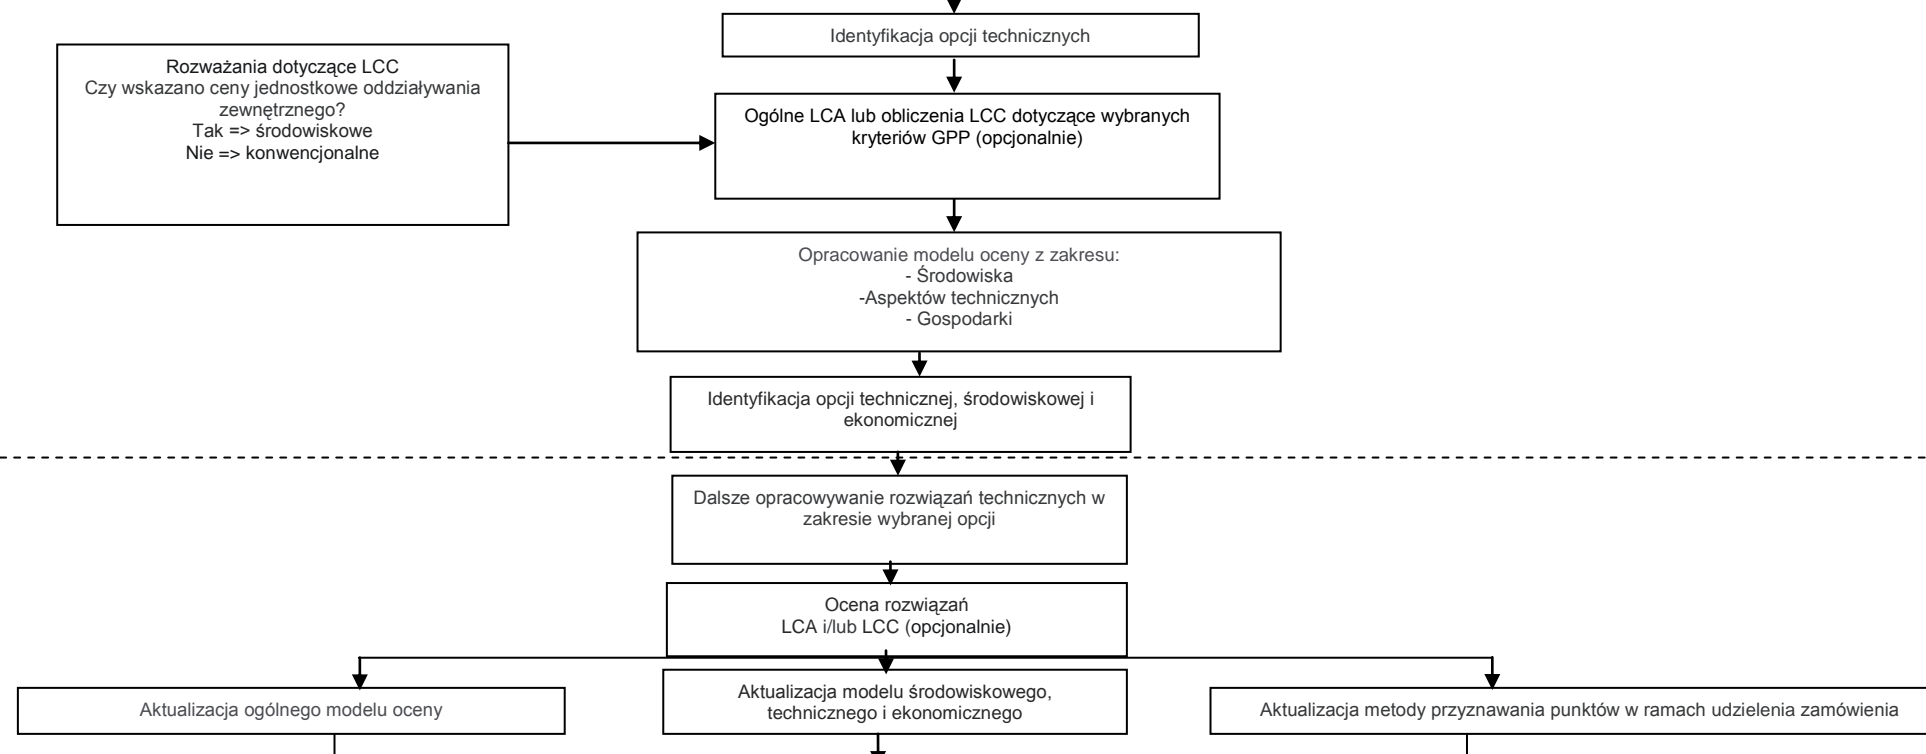 Identyfikacja opcji technicznych
Rozważania dotyczące LCC
Czy wskazano ceny jednostkowe oddziaływania
zewnętrznego?
Tak => środowiskowe
Nie => konwencjonalne
Ogólne LCA lub obliczenia LCC dotyczące wybranych
kryteriów GPP (opcjonalnie)
Opracowanie modelu oceny z zakresu:
- Środowiska
-Aspektów technicznych
- Gospodarki
Identyfikacja opcji technicznej, środowiskowej i
ekonomicznej
Dalsze opracowywanie rozwiązań technicznych w
zakresie wybranej opcji
Ocena rozwiązań
LCA i/lub LCC (opcjonalnie)
Aktualizacja ogólnego modelu oceny
Aktualizacja modelu środowiskowego,
technicznego i ekonomicznego
Aktualizacja metody przyznawania punktów w ramach udzielenia zamówienia